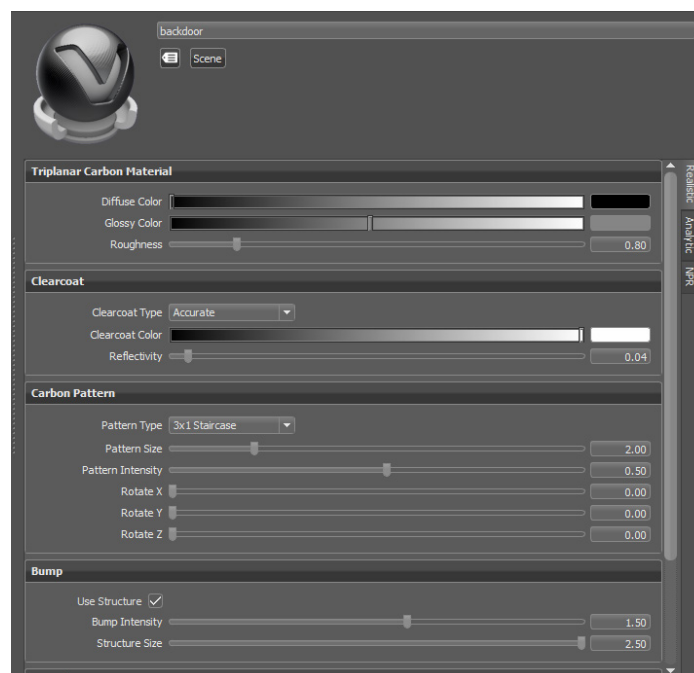 backdoor
Scene
Triplanar Carbon Material
Diffuse Color
Glossy Color
Roughness 0.80
Clearcoat
Clearcoat Type Accurate
Clearcoat Color
Reflectivity 0.04
Carbon Pattern
Pattern Type 3x1 Staircase
Pattern Size 2.00
Pattern Intensity 0.50
Rotate X 0.00
Rotate Y 0.00
Rotate Z 0.00
Bump
Use Structure
Bump Intensity 1.50
Structure Size 2.50
Realistic
Analytic
NPR